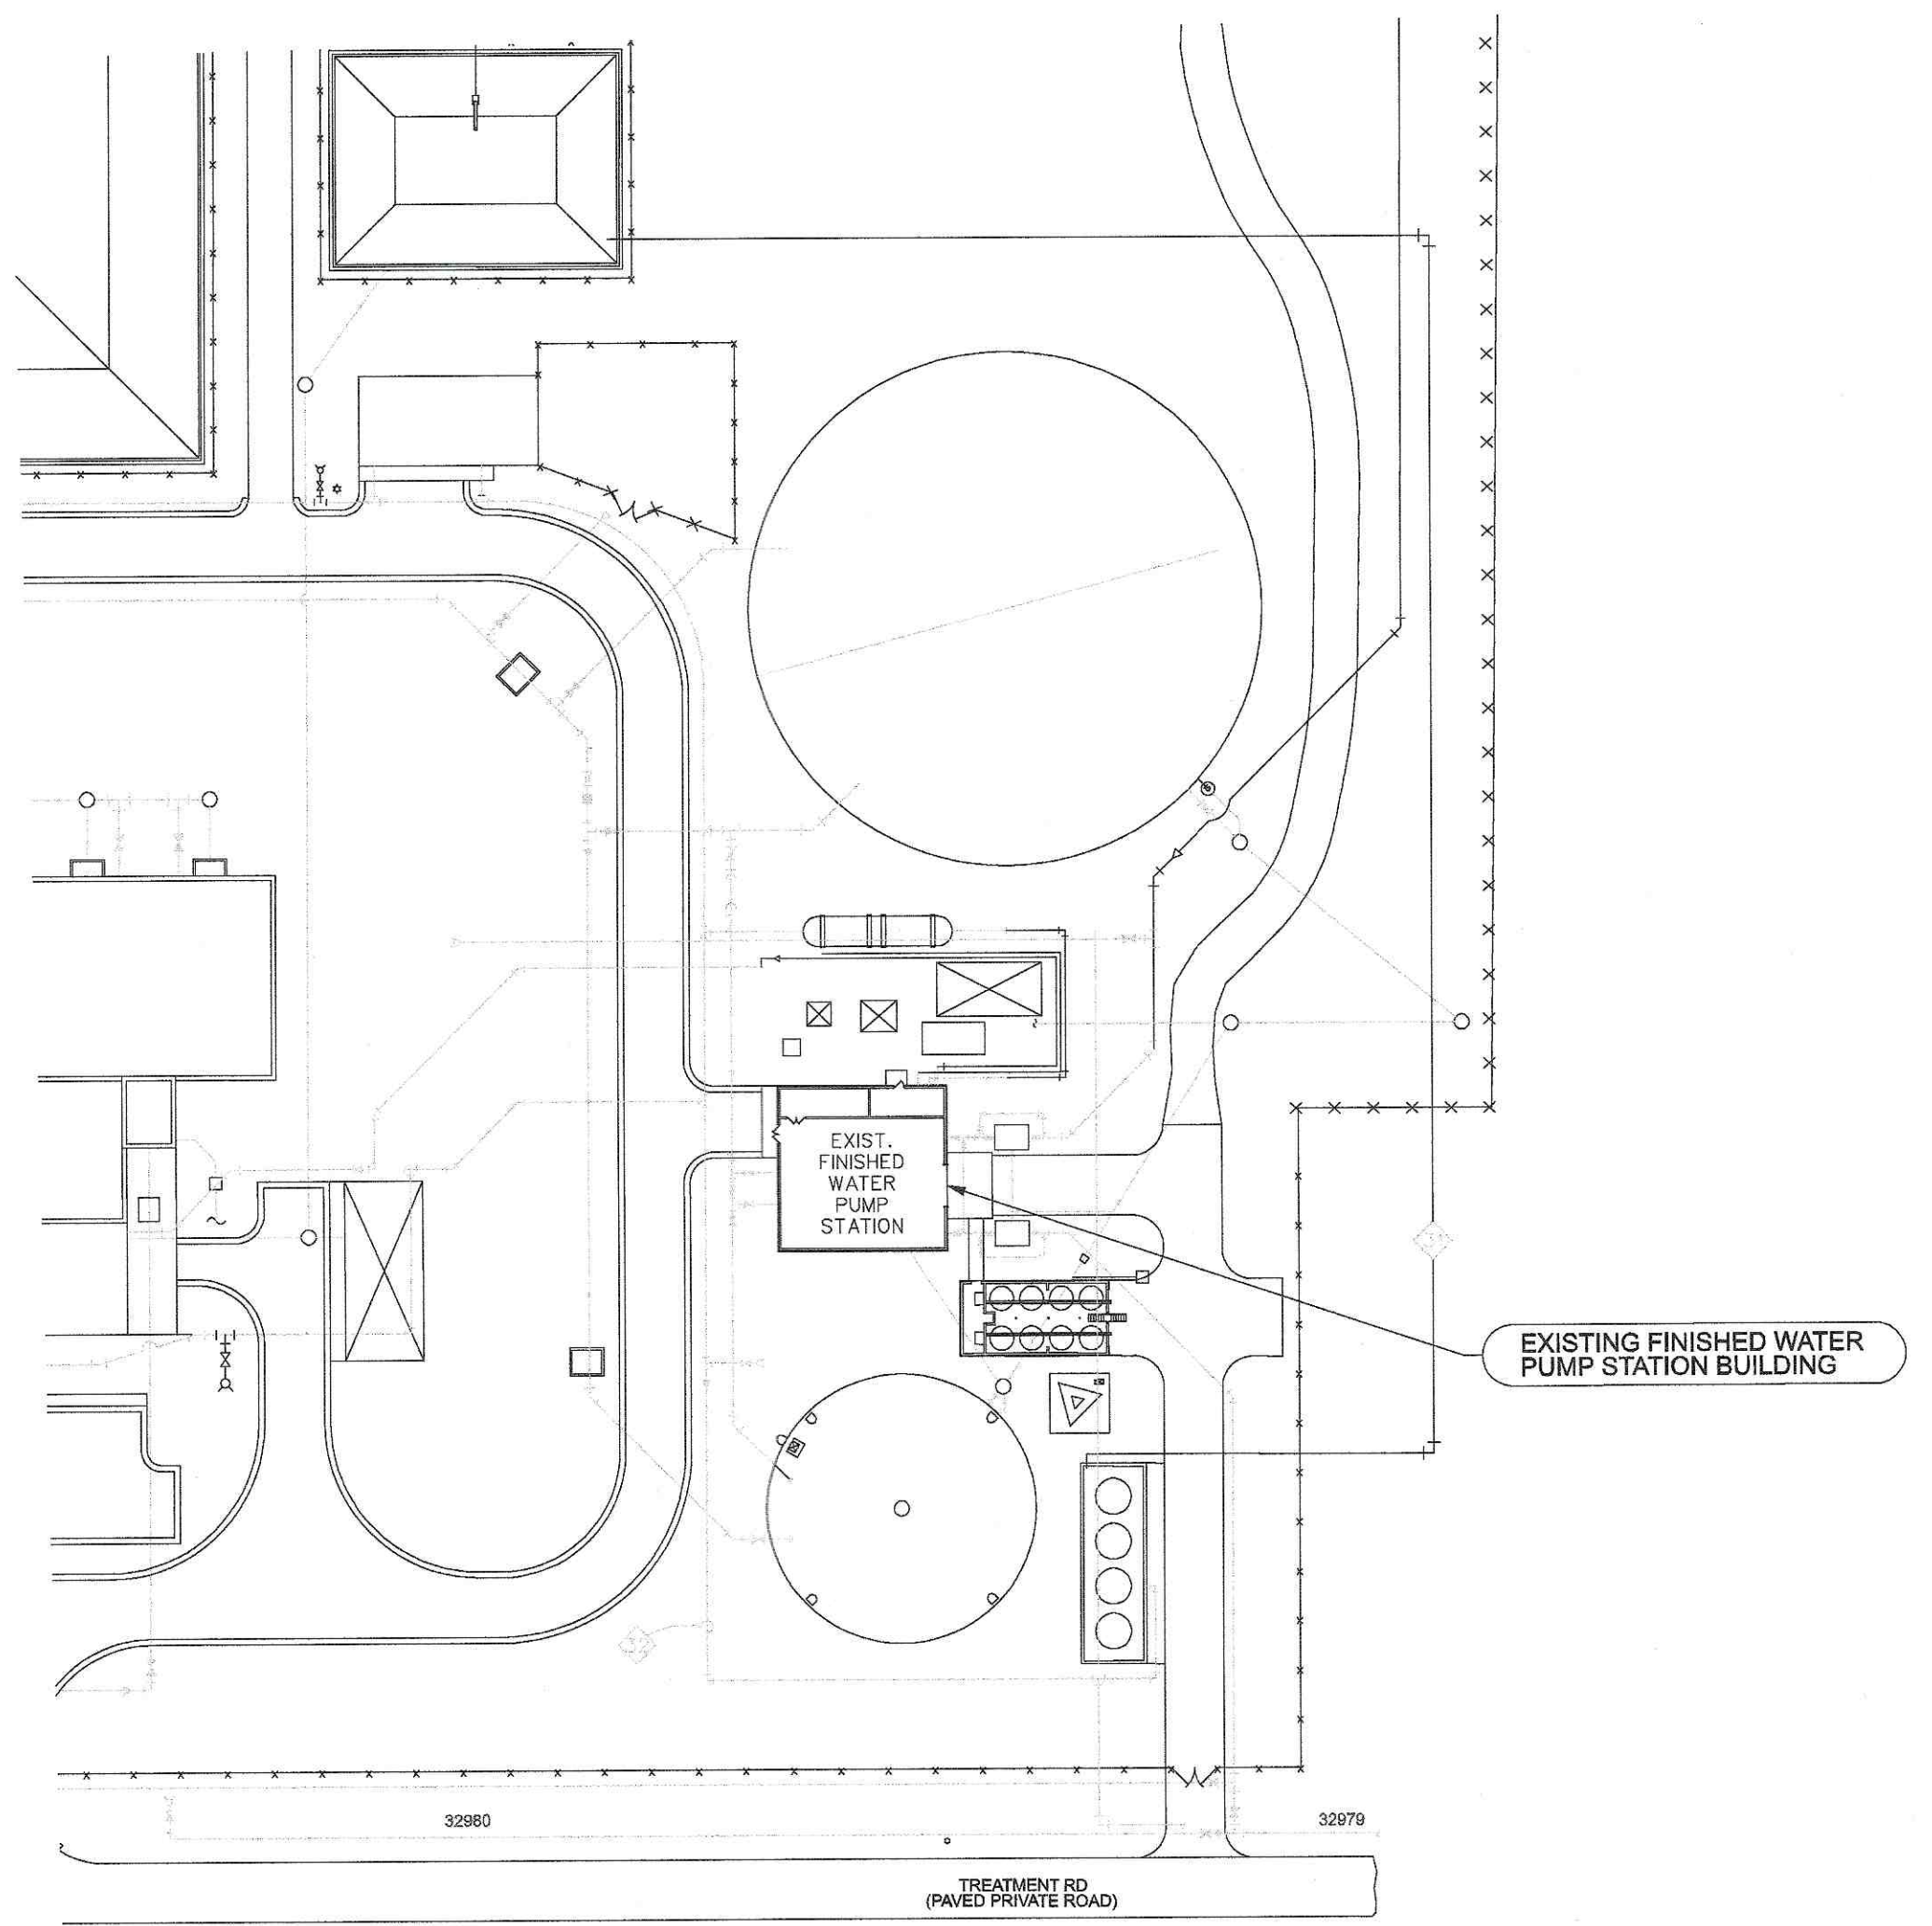 EXIST.
FINISHED
WATER
PUMP
STATION
EXISTING FINISHED WATER
PUMP STATION BUILDING
32980
32979
TREATMENT RD
(PAVED PRIVATE ROAD)